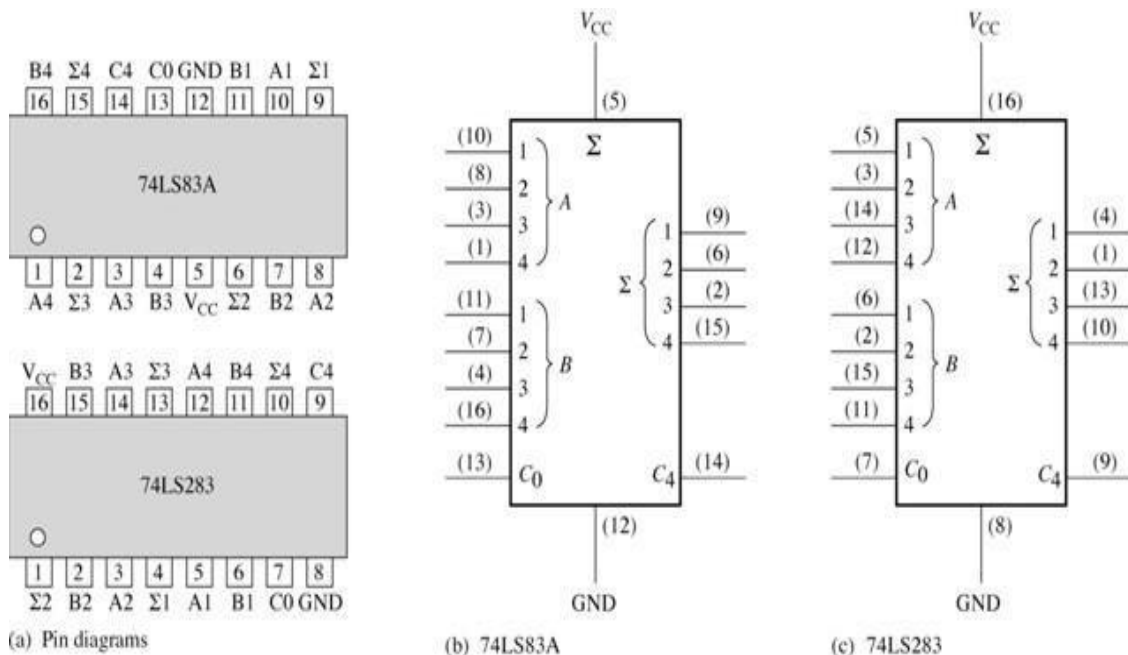 B4 Σ4 C4 C0 GND B1 A1 Σ1
16 15 14 13 12 11 10 9
74LS83A
1 2 3 4 5 6 7 8
A4 Σ3 A3 B3 VCC Σ2 B2 A2
VCC B3 A3 Σ3 A4 B4 Σ4 C4
16 15 14 13 12 11 10 9
74LS283
1 2 3 4 5 6 7 8
Σ2 B2 A2 Σ1 A1 B1 C0 GND
(a) Pin diagrams
VCC
(5)
Σ
(10) 1
(8) 2
(3) 3
(1) 4
A
(11) 1
(7) 2
(4) 3
(16) 4
B
(13) C0
Σ
1 (9)
2 (6)
3 (2)
4 (15)
C4 (14)
(12)
GND
(b) 74LS83A
VCC
(16)
Σ
(5) 1
(3) 2
(14) 3
(12) 4
A
(6) 1
(2) 2
(15) 3
(11) 4
B
(7) C0
Σ
1 (4)
2 (1)
3 (13)
4 (10)
C4 (9)
(8)
GND
(c) 74LS283